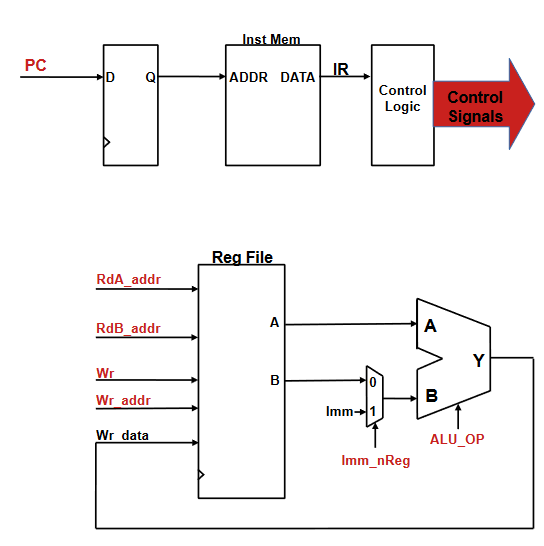 Inst Mem
PC
D
Q
ADDR
DATA
IR
Control
Logic
Control
Signals
Reg File
RdA_addr
RdB_addr
Wr
Wr_addr
Wr_data
A
B
0
Imm
1
Imm_nReg
A
B
Y
ALU_OP